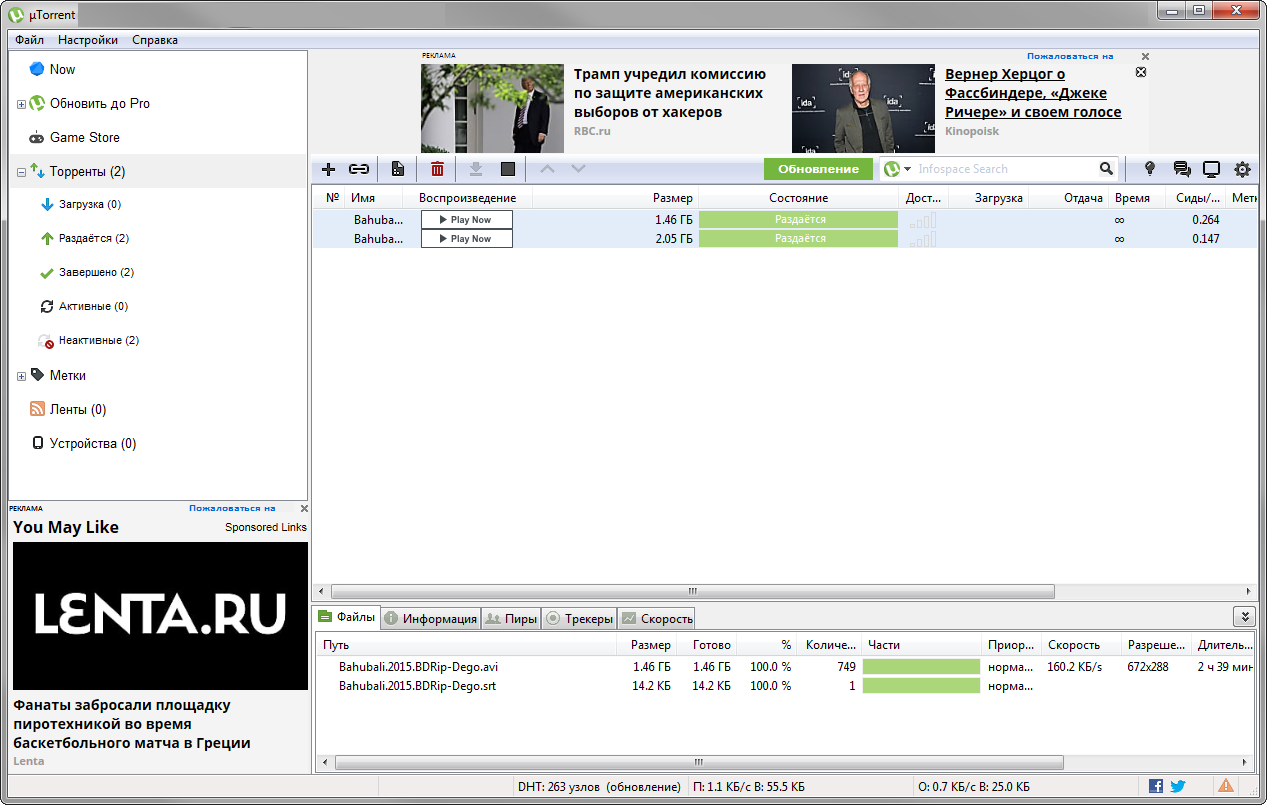 µTorrent
Файл Настройки Справка
Now
Обновить до Pro
Game Store
Торренты (2)
Загрузка (0)
Раздаётся (2)
Завершено (2)
Активные (0)
Неактивные (2)
Метки
Ленты (0)
Устройства (0)
РЕКЛАМА Пожаловаться на
You May Like Sponsored Links
LENTA.RU
Фанаты забросали площадку
пиротехникой во время
баскетбольного матча в Греции
Lenta
РЕКЛАМА Пожаловаться на
Трамп учредил комиссию
по защите американских
выборов от хакеров
RBC.ru
ida
ida
ida
Вернер Херцог о
Фассбиндере, «Джеке
Ричере» и своем голосе
Kinopoisk
Обновление Infospace Search
№ Имя Воспроизведение Размер Состояние Дост... Загрузка Отдача Время Сиды/... Метк
Bahuba... Play Now 1.46 ГБ Раздаётся ∞ 0.264
Bahuba... Play Now 2.05 ГБ Раздаётся ∞ 0.147
Файлы Информация Пиры Трекеры Скорость
Путь Размер Готово % Количе... Части Приор... Скорость Разреше... Длитель...
Bahubali.2015.BDRip-Dego.avi 1.46 ГБ 1.46 ГБ 100.0 % 749 норма... 160.2 КБ/s 672x288 2 ч 39 мин
Bahubali.2015.BDRip-Dego.srt 14.2 КБ 14.2 КБ 100.0 % 1 норма...
DHT: 263 узлов (обновление) П: 1.1 КБ/с В: 55.5 КБ О: 0.7 КБ/с В: 25.0 КБ